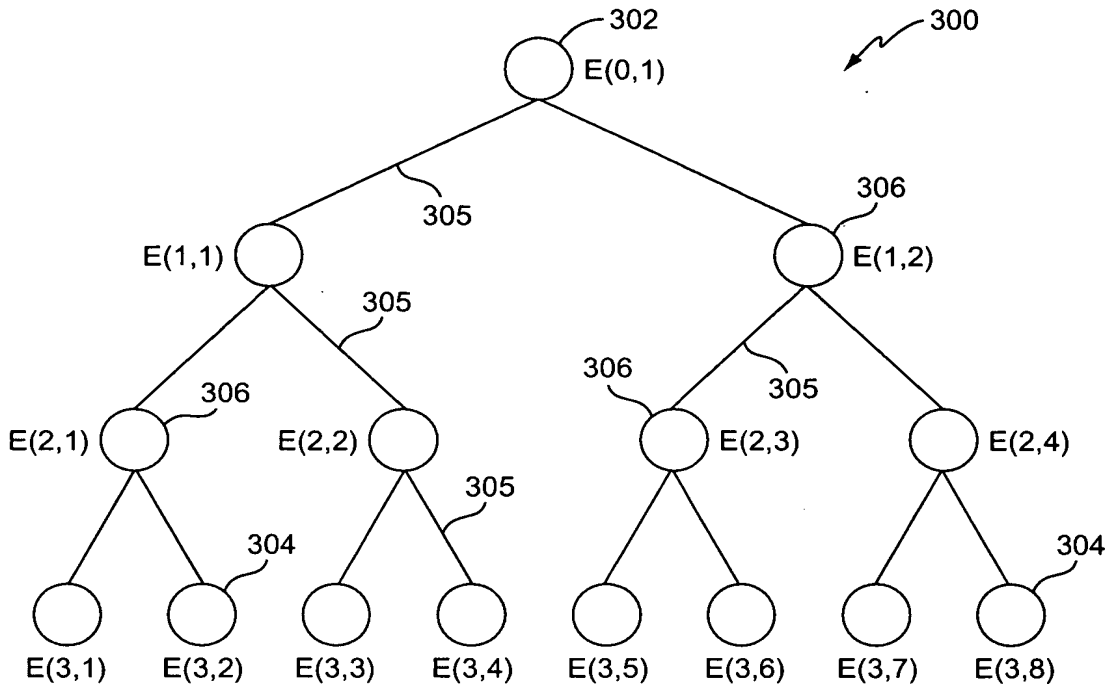 302
300
E(0,1)
305
306
E(1,1)
E(1,2)
305
305
306
306
E(2,1)
E(2,2)
E(2,3)
E(2,4)
305
304
304
E(3,1)
E(3,2)
E(3,3)
E(3,4)
E(3,5)
E(3,6)
E(3,7)
E(3,8)